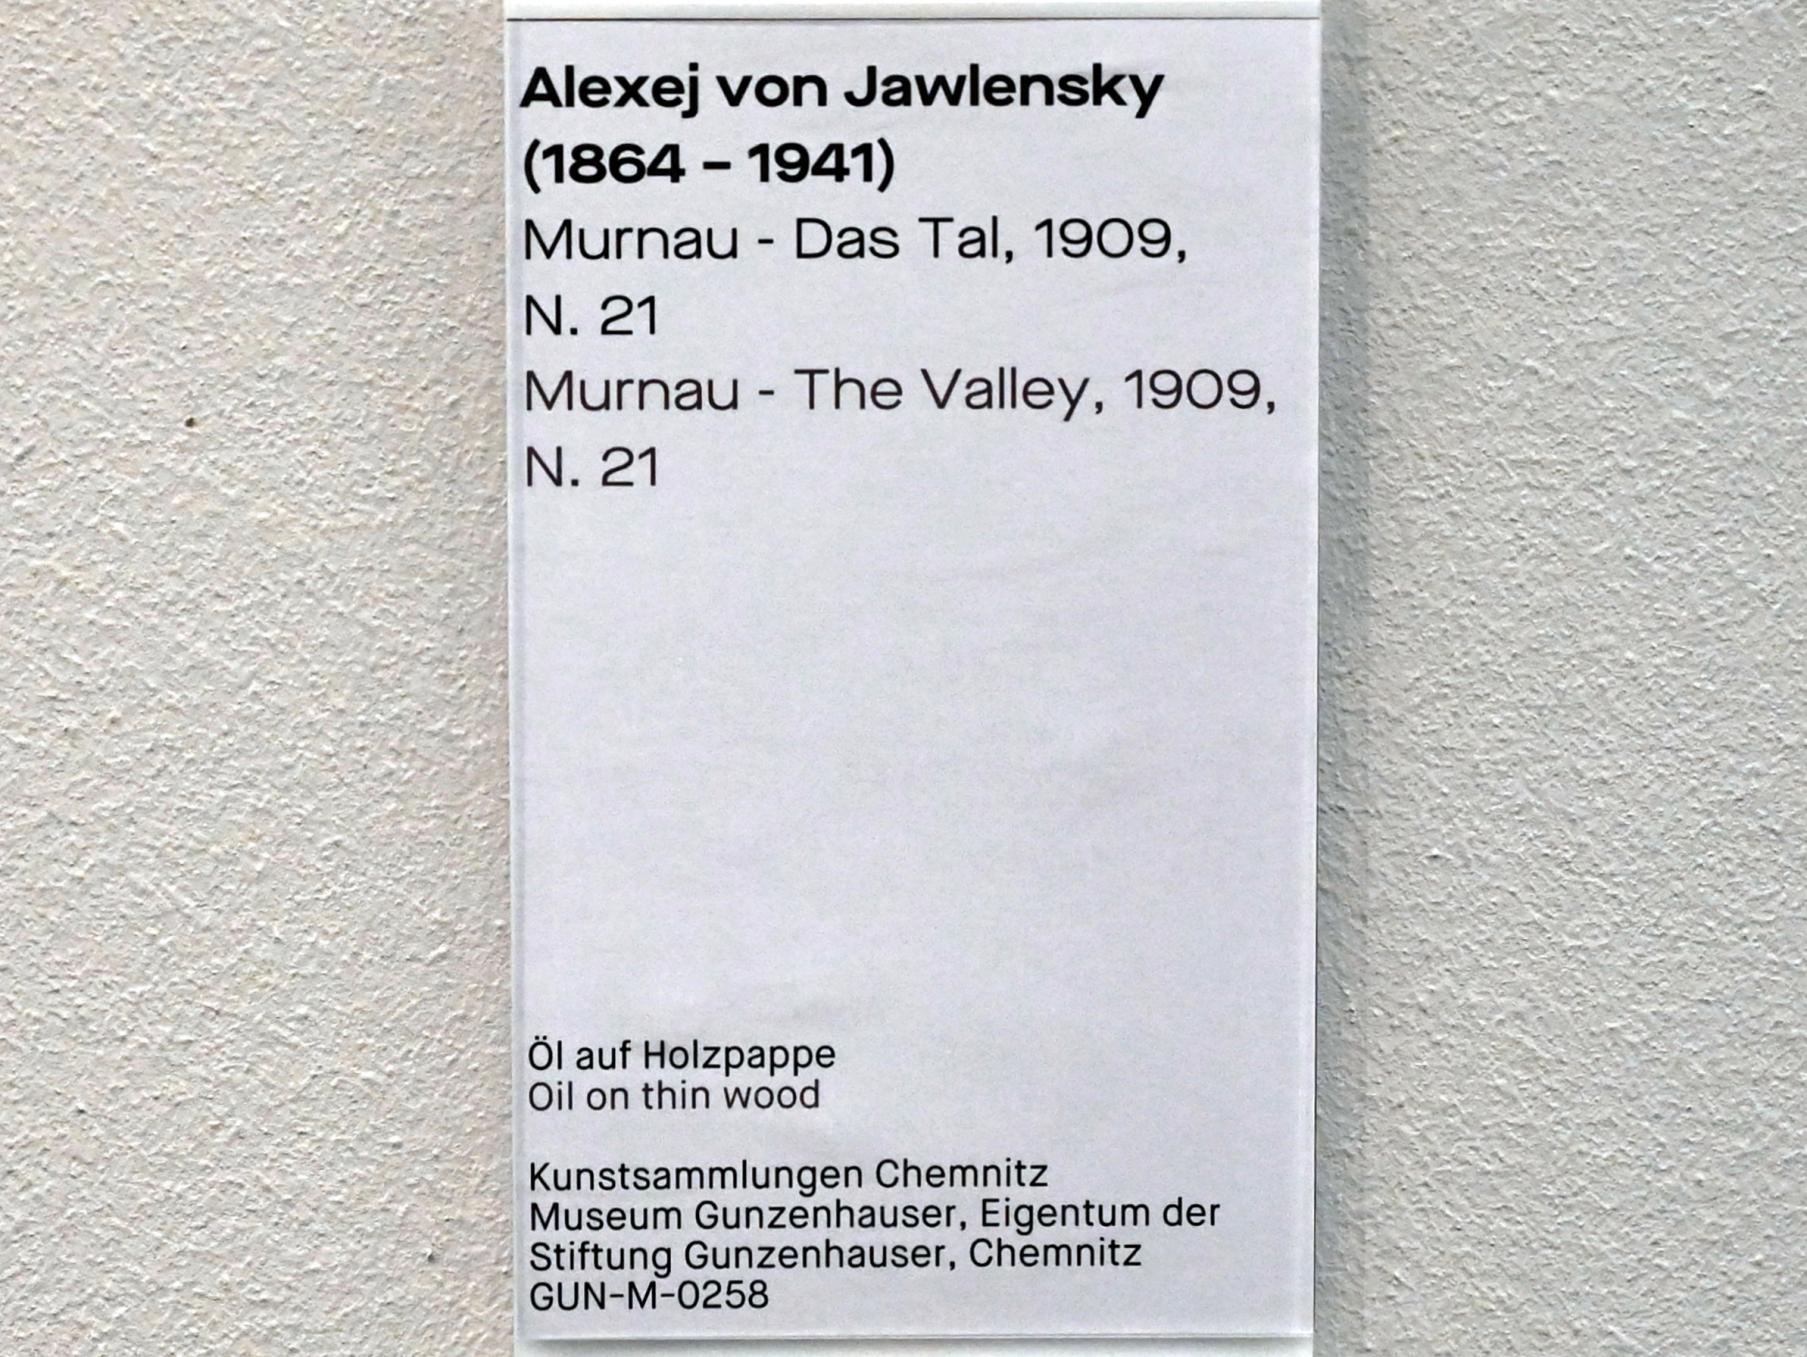 Alexej von Jawlensky
(1864 – 1941)
Murnau - Das Tal, 1909,
N. 21
Murnau - The Valley, 1909,
N. 21
Öl auf Holzpappe
Oil on thin wood
Kunstsammlungen Chemnitz
Museum Gunzenhauser, Eigentum der
Stiftung Gunzenhauser, Chemnitz
GUN-M-0258